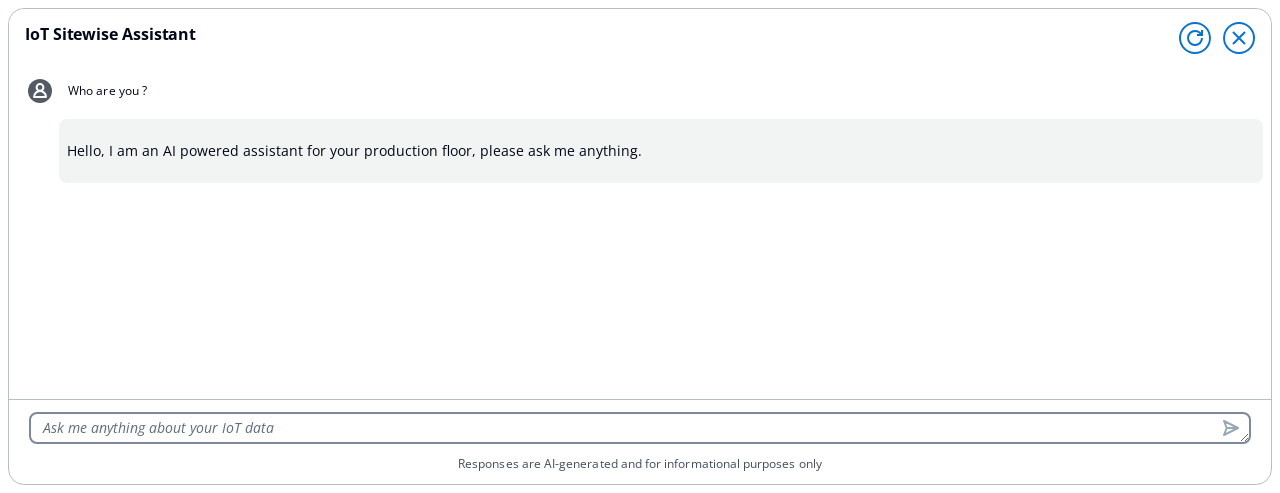 IoT Sitewise Assistant
Who are you ?
Hello, I am an AI powered assistant for your production floor, please ask me anything.
Ask me anything about your IoT data
Responses are AI-generated and for informational purposes only